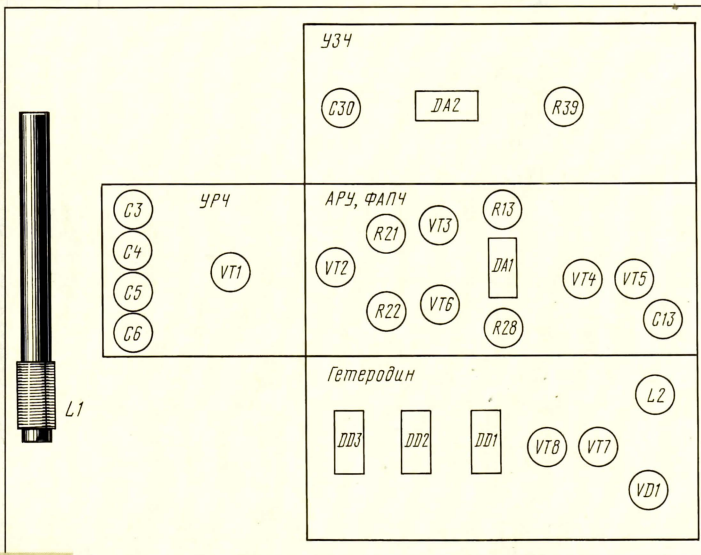 УЗЧ
C30
DA2
R39
УРЧ
C3
C4
C5
C6
VT1
АРУ, ФАПЧ
R21
VT3
R13
VT2
DA1
VT4
VT5
R22
VT6
R28
C13
L1
Гетеродин
L2
DD3
DD2
DD1
VT8
VT7
VD1